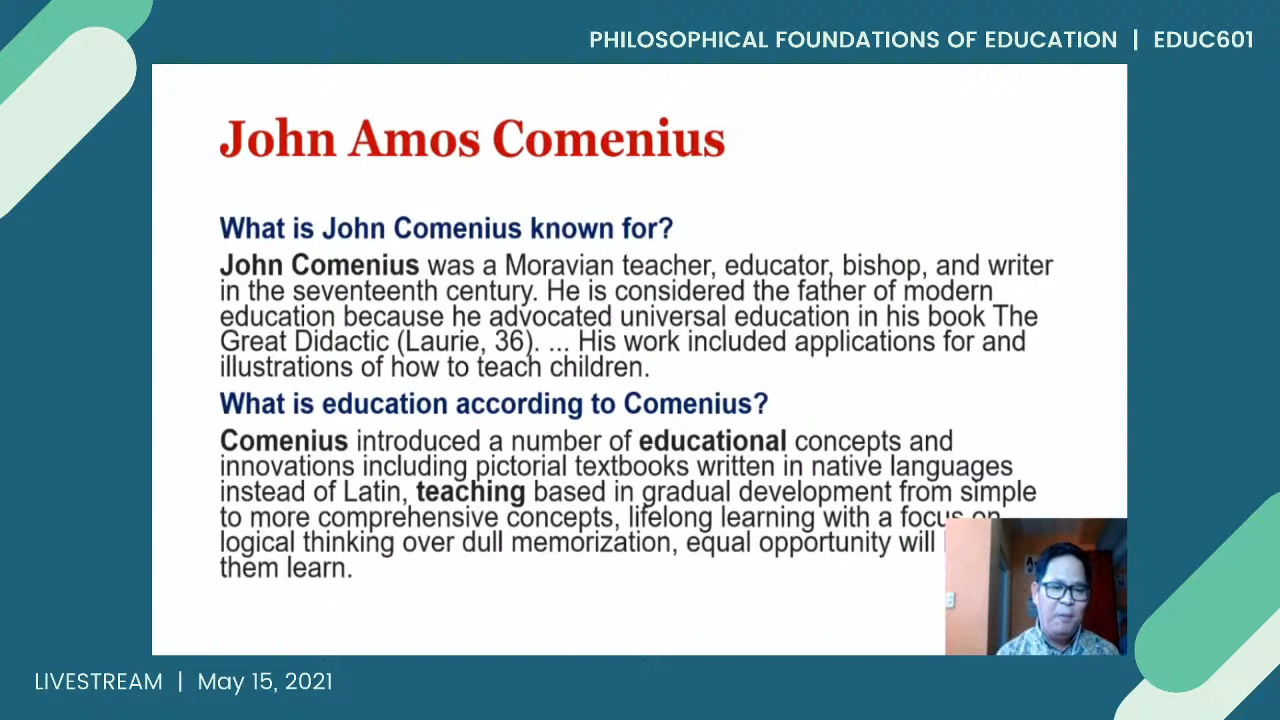 PHILOSOPHICAL FOUNDATIONS OF EDUCATION | EDUC601
John Amos Comenius
What is John Comenius known for?
John Comenius was a Moravian teacher, educator, bishop, and writer
in the seventeenth century. He is considered the father of modern
education because he advocated universal education in his book The
Great Didactic (Laurie, 36). ... His work included applications for and
illustrations of how to teach children.
What is education according to Comenius?
Comenius introduced a number of educational concepts and
innovations including pictorial textbooks written in native languages
instead of Latin, teaching based in gradual development from simple
to more comprehensive concepts, lifelong learning with a focus on
logical thinking over dull memorization, equal opportunity will
them learn.
LIVESTREAM | May 15, 2021